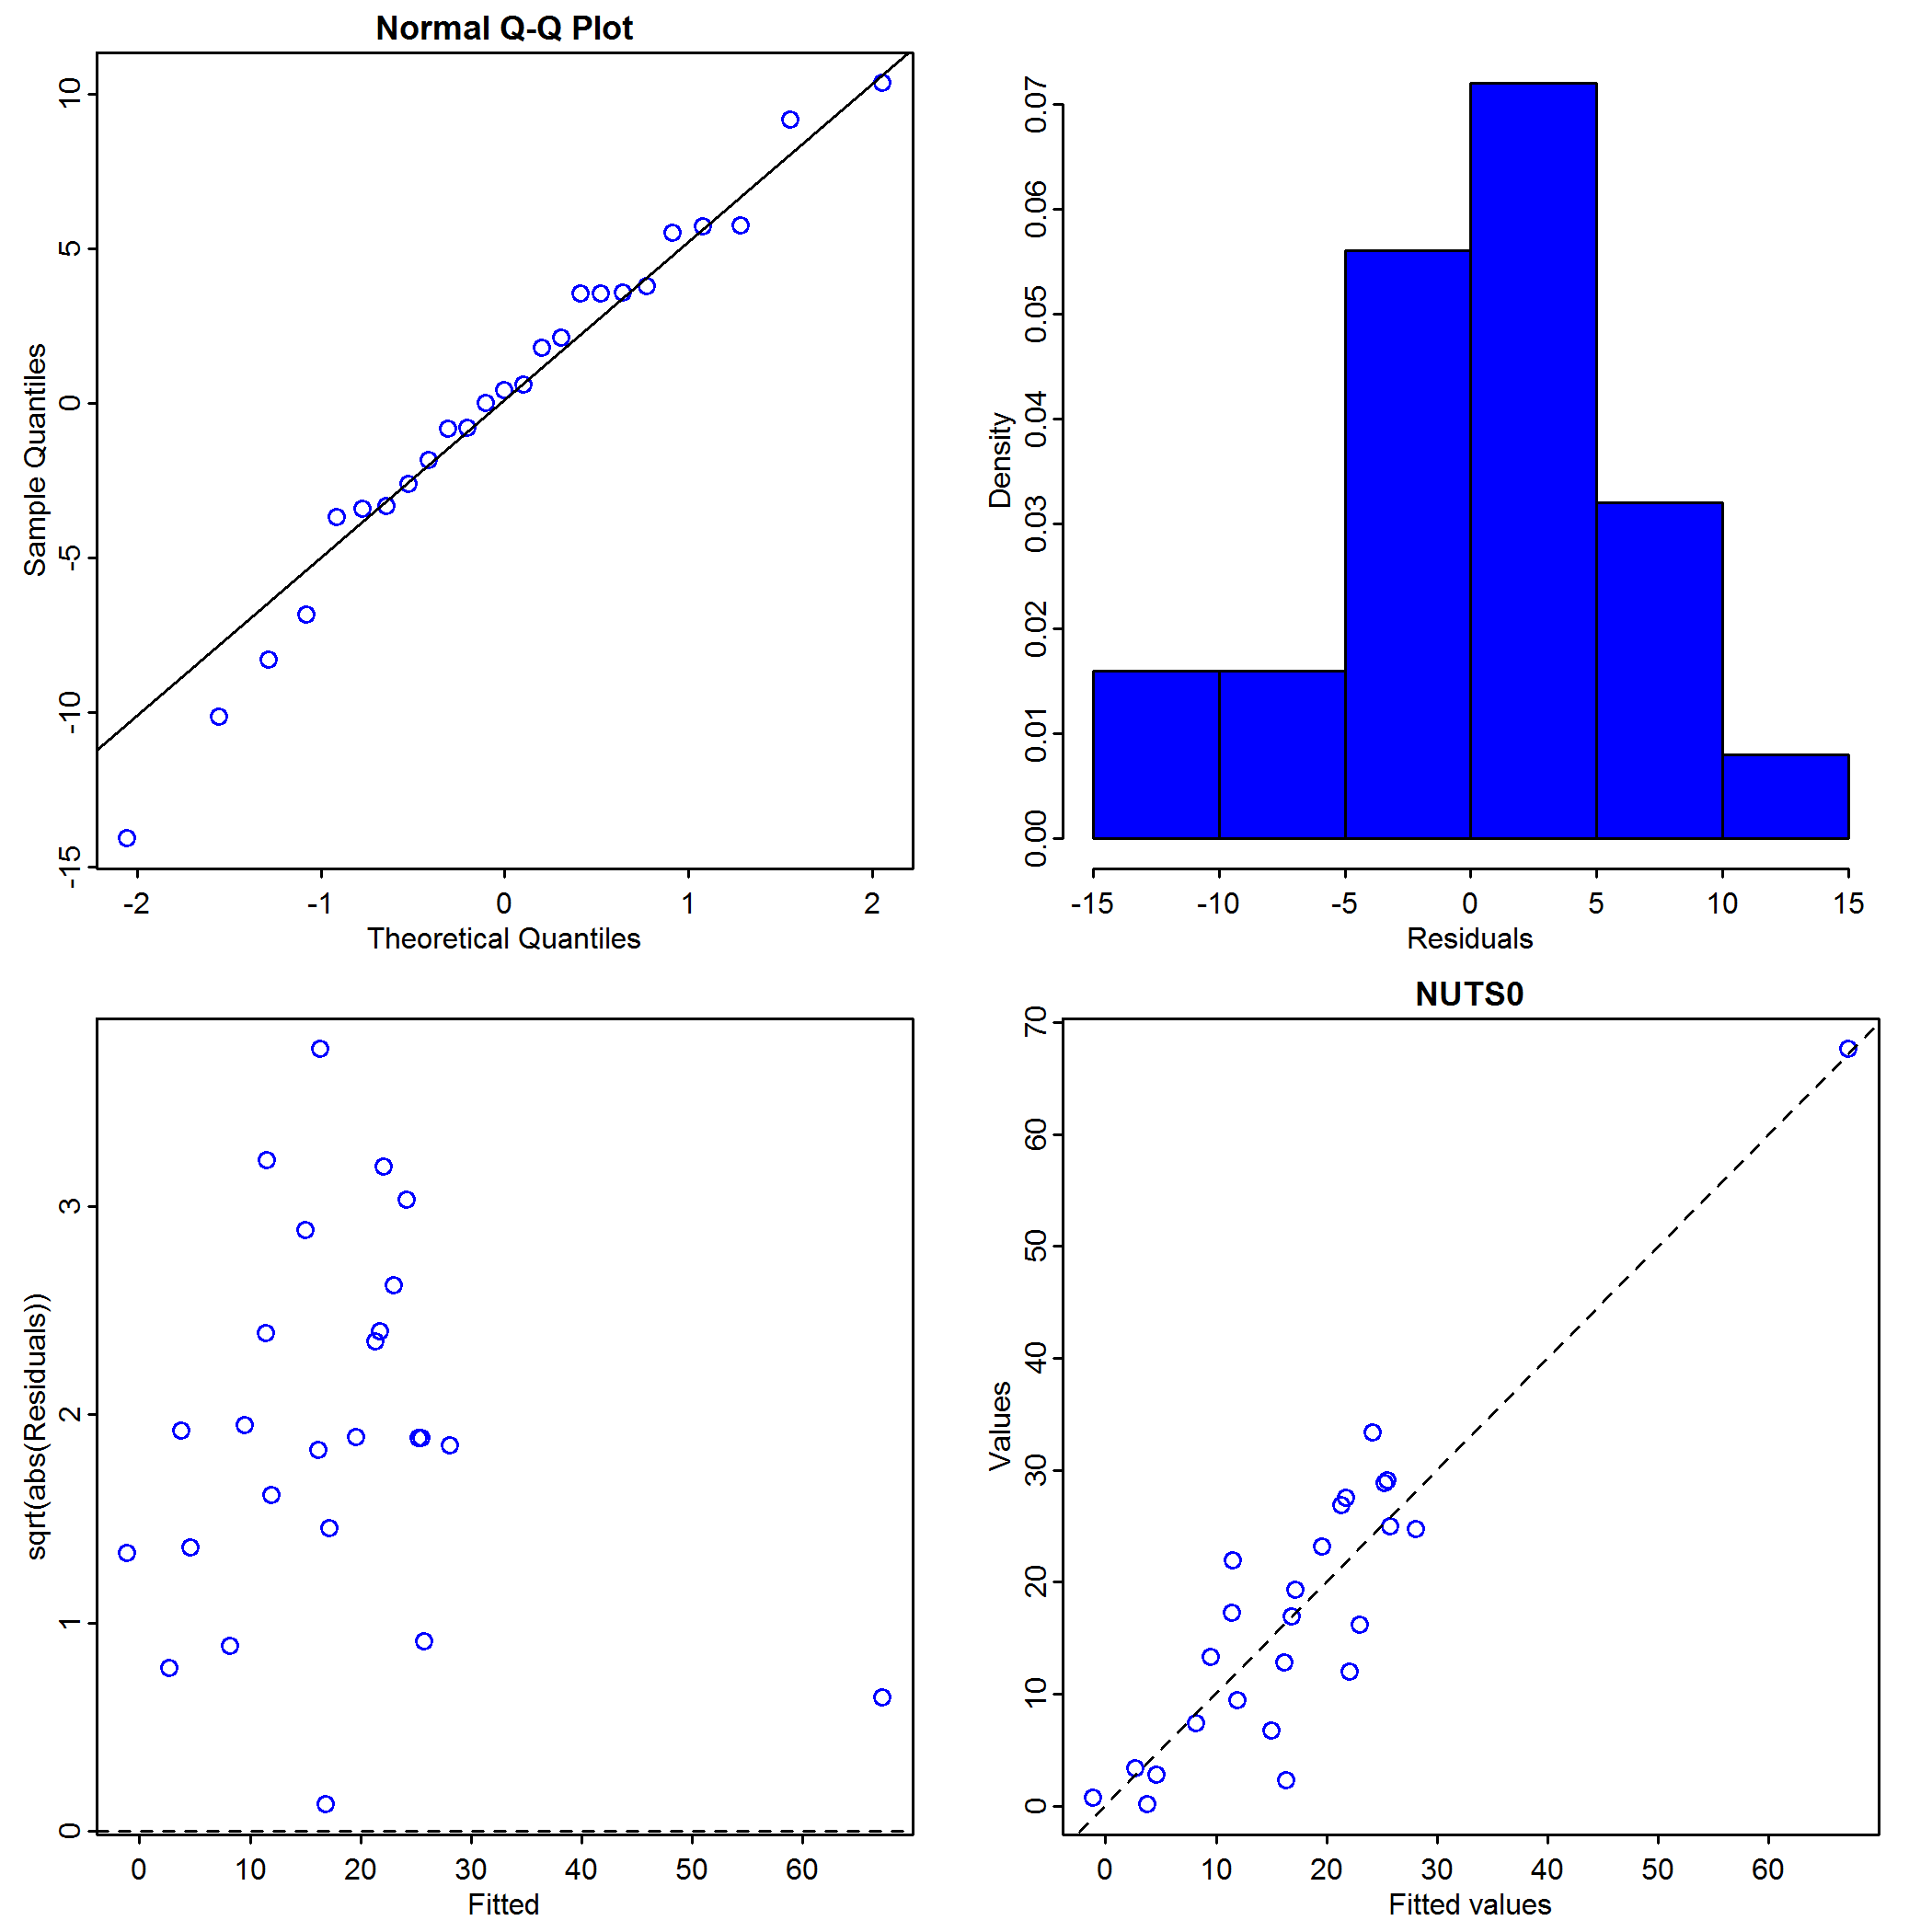 Normal Q-Q Plot
Sample Quantiles
10
5
0
-5
-10
-15
-2 -1 0 1 2
Theoretical Quantiles
Density
0.07
0.06
0.05
0.04
0.03
0.02
0.01
0.00
-15 -10 -5 0 5 10 15
Residuals
sqrt(abs(Residuals))
3
2
1
0
0 10 20 30 40 50 60
Fitted
NUTS0
Values
70
60
50
40
30
20
10
0
0 10 20 30 40 50 60
Fitted values